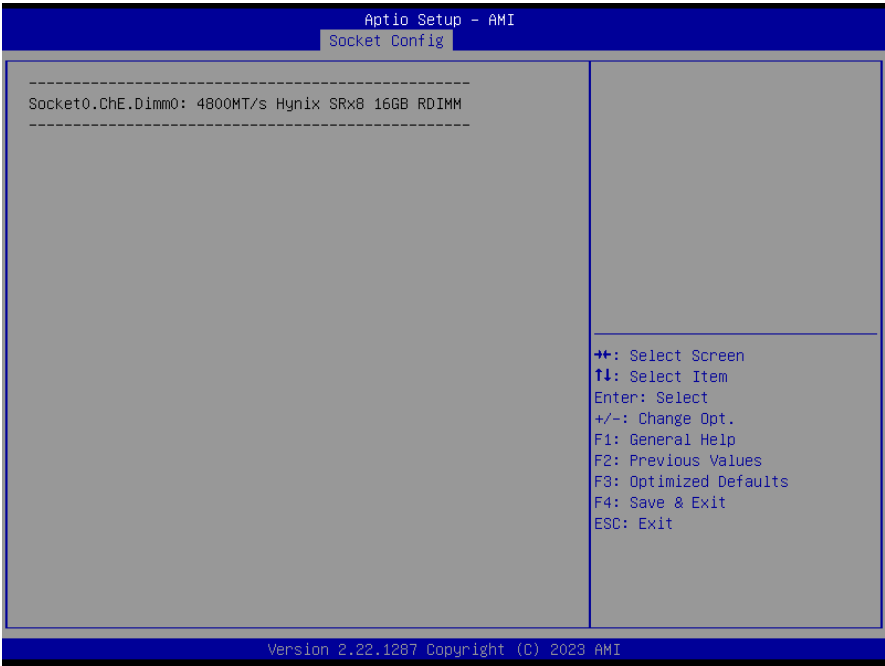 Aptio Setup - AMI
Socket Config
--------------------------------------------------
Socket0.ChE.Dimm0: 4800MT/s Hynix SRx8 16GB RDIMM
--------------------------------------------------
→←: Select Screen
↑↓: Select Item
Enter: Select
+/-: Change Opt.
F1: General Help
F2: Previous Values
F3: Optimized Defaults
F4: Save & Exit
ESC: Exit
Version 2.22.1287 Copyright (C) 2023 AMI